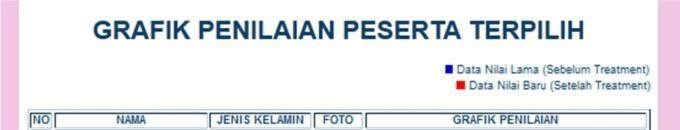 GRAFIK PENILAIAN PESERTA TERPILIH
Data Nilai Lama (Sebelum Treatment)
Data Nilai Baru (Setelah Treatment)
NO NAMA JENIS KELAMIN FOTO GRAFIK PENILAIAN